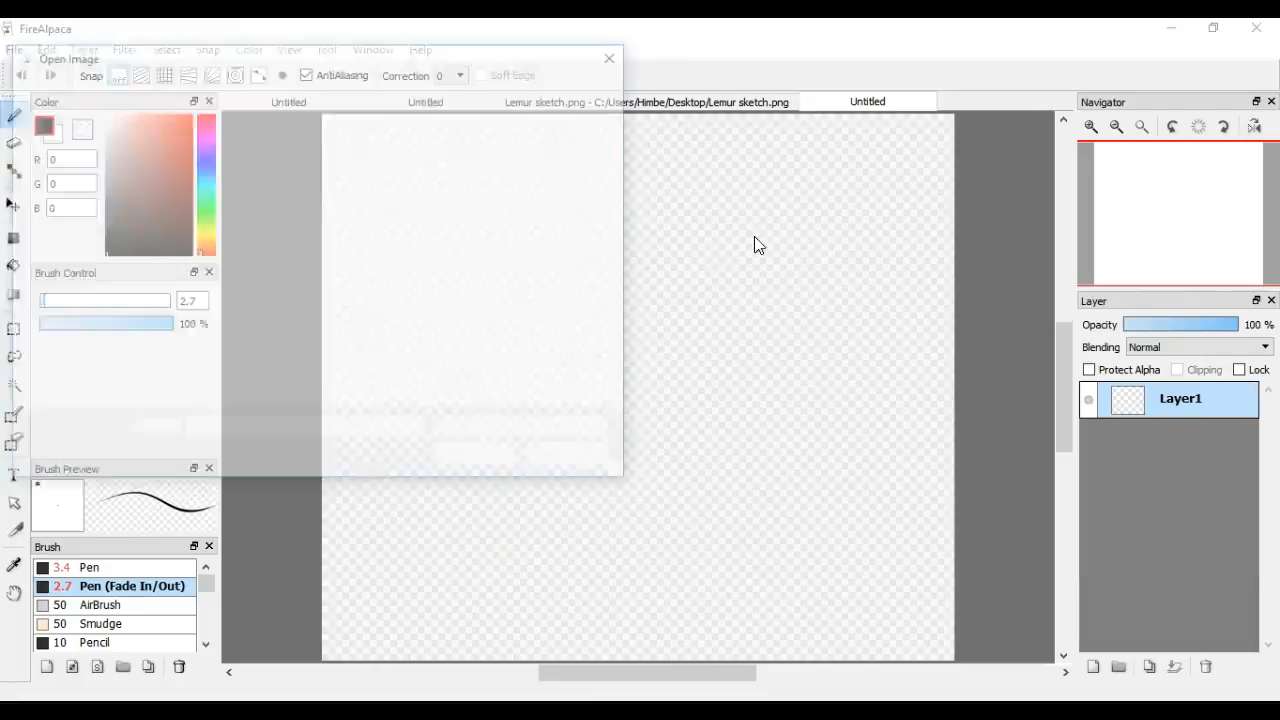 FireAlpaca
File Edit Layer Filter Select Snap Color View Tool Window Help
Open Image
Snap off AntiAliasing Correction 0 Soft Edge
Color Untitled Untitled Lemur sketch.png - C:/Users/Himbe/Desktop/Lemur sketch.png Untitled Navigator
R 0
G 0
B 0
Brush Control
2.7
100 %
Layer
Opacity 100 %
Blending Normal
Protect Alpha Clipping Lock
Layer1
Brush Preview
Brush
3.4 Pen
2.7 Pen (Fade In/Out)
50 AirBrush
50 Smudge
10 Pencil
T